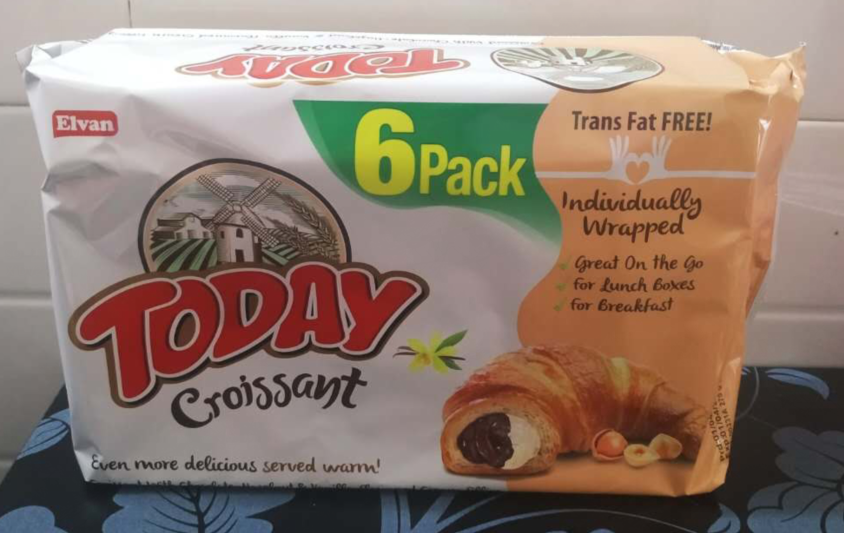 Croissant
TODAY
Elvan
6 Pack
Trans Fat FREE!
Individually
Wrapped
Great On the Go
For Lunch Boxes
For Breakfast
TODAY
Croissant
Even more delicious served warm!